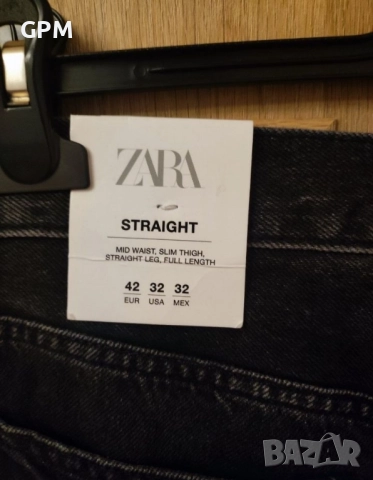 GPM
ZARA
STRAIGHT
MID WAIST, SLIM THIGH,
STRAIGHT LEG, FULL LENGTH
42 32 32
EUR USA MEX
BAZAR